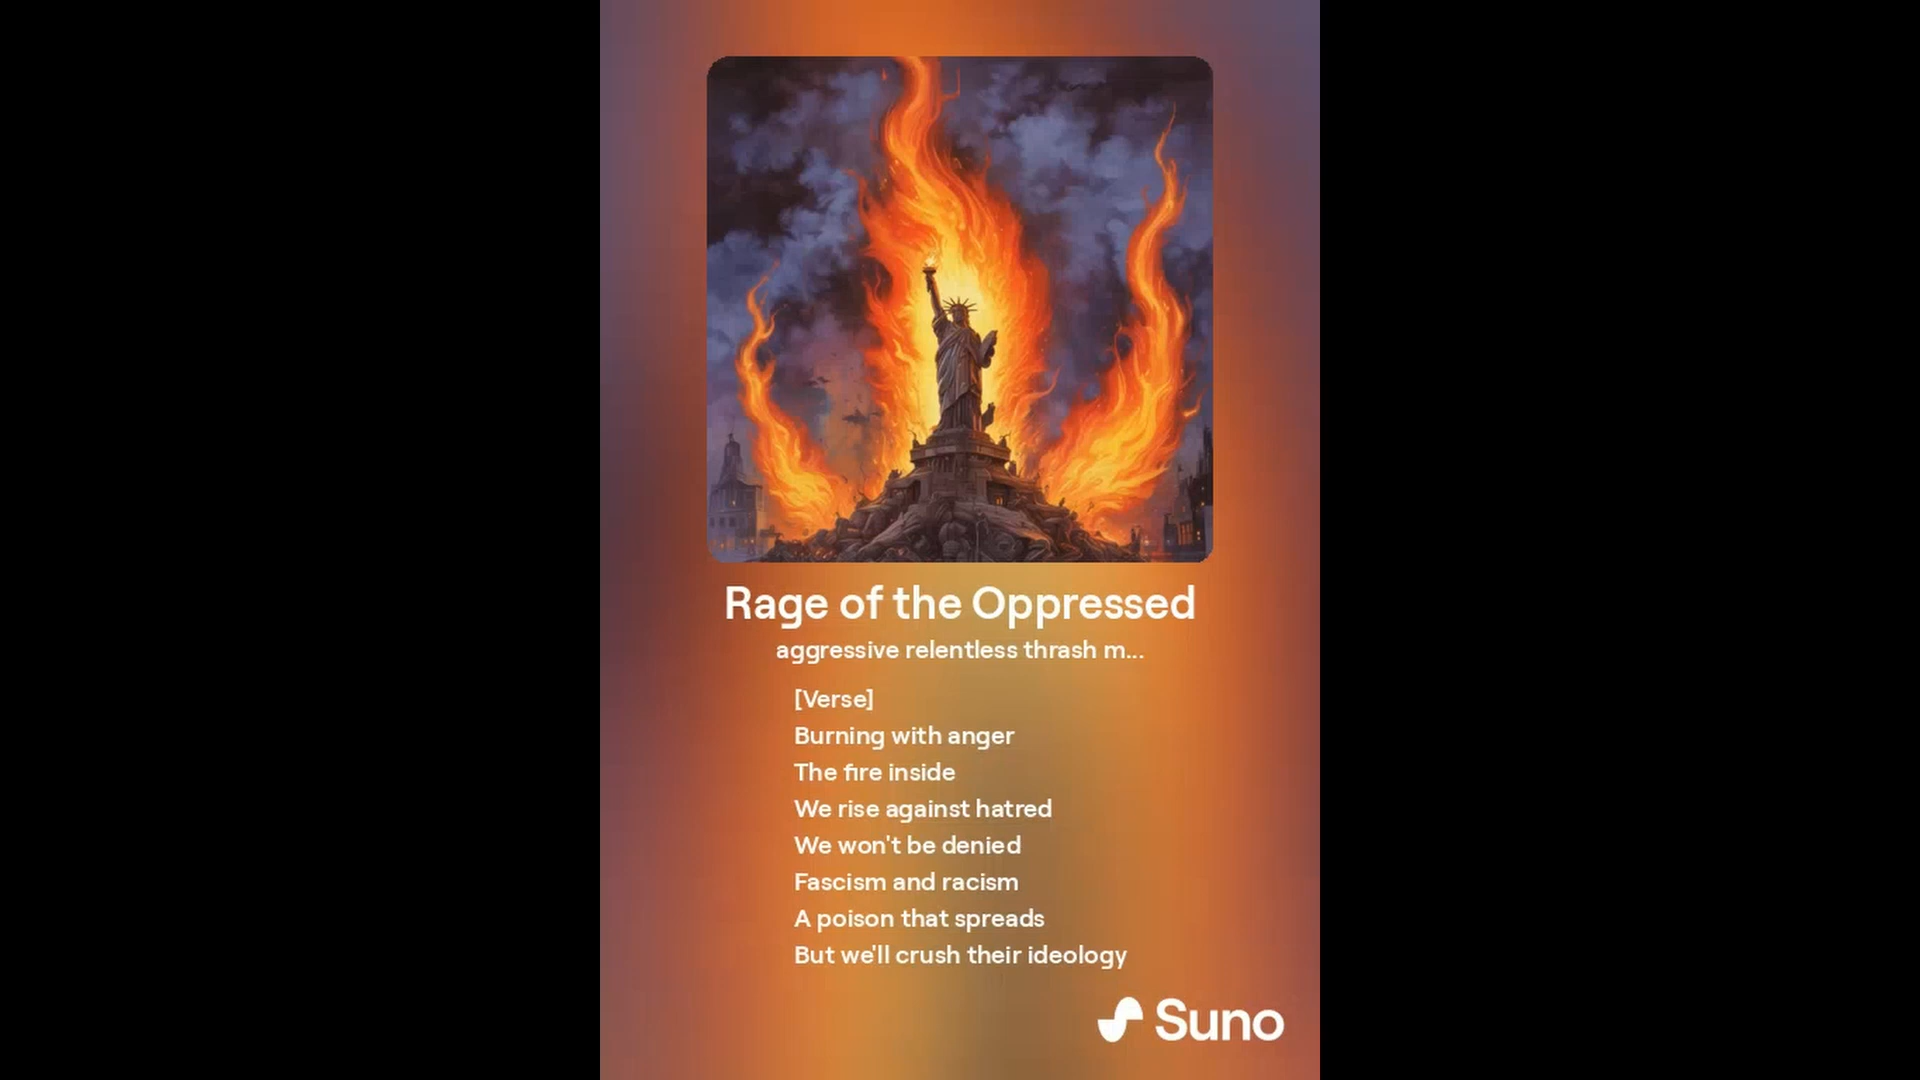 Rage of the Oppressed
aggressive relentless thrash m...
[Verse]
Burning with anger
The fire inside
We rise against hatred
We won't be denied
Fascism and racism
A poison that spreads
But we'll crush their ideology
Suno